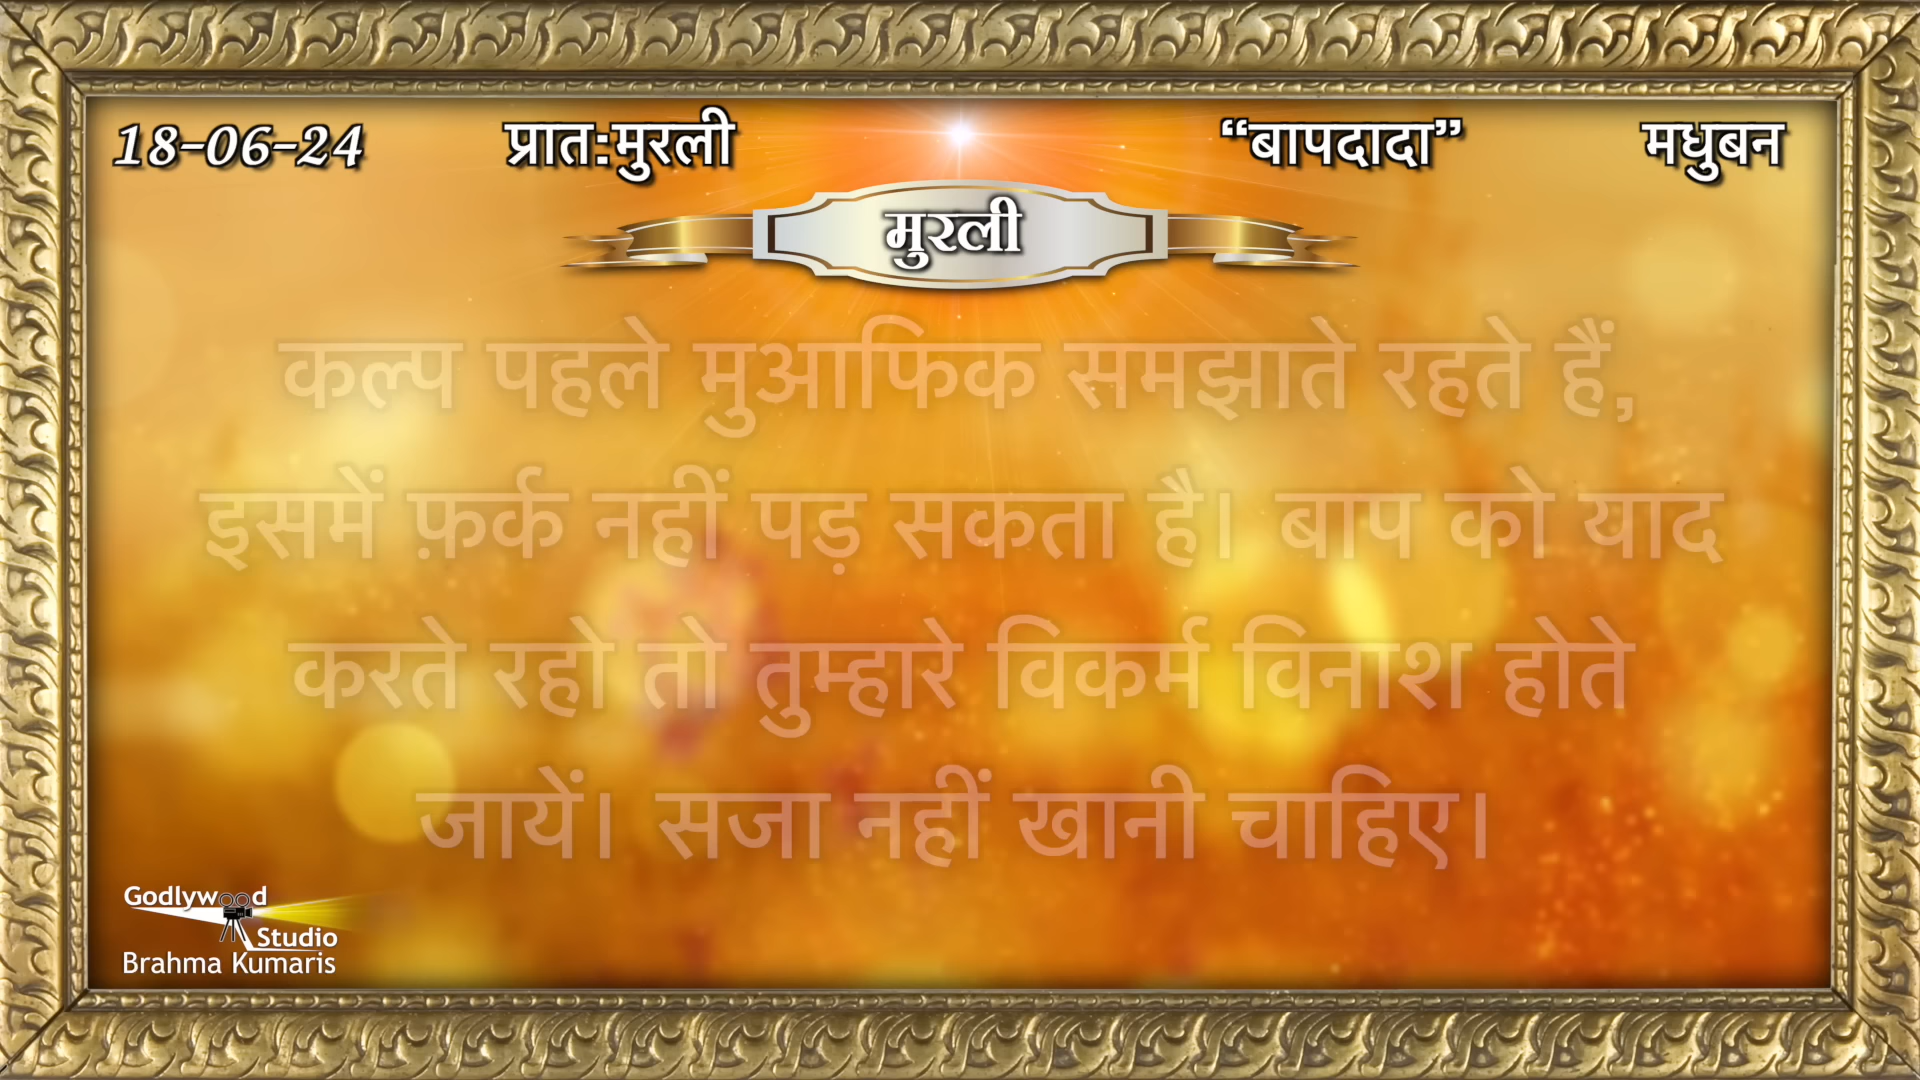 18-06-24 प्रात:मुरली “बापदादा” मधुबन
मुरली
कल्प पहले मुआफिक समझाते रहते हैं,
इसमें फ़र्क नहीं पड़ सकता है। बाप को याद
करते रहो तो तुम्हारे विकर्म विनाश होते
जायें। सजा नहीं खानी चाहिए।
Godlywood
Studio
Brahma Kumaris